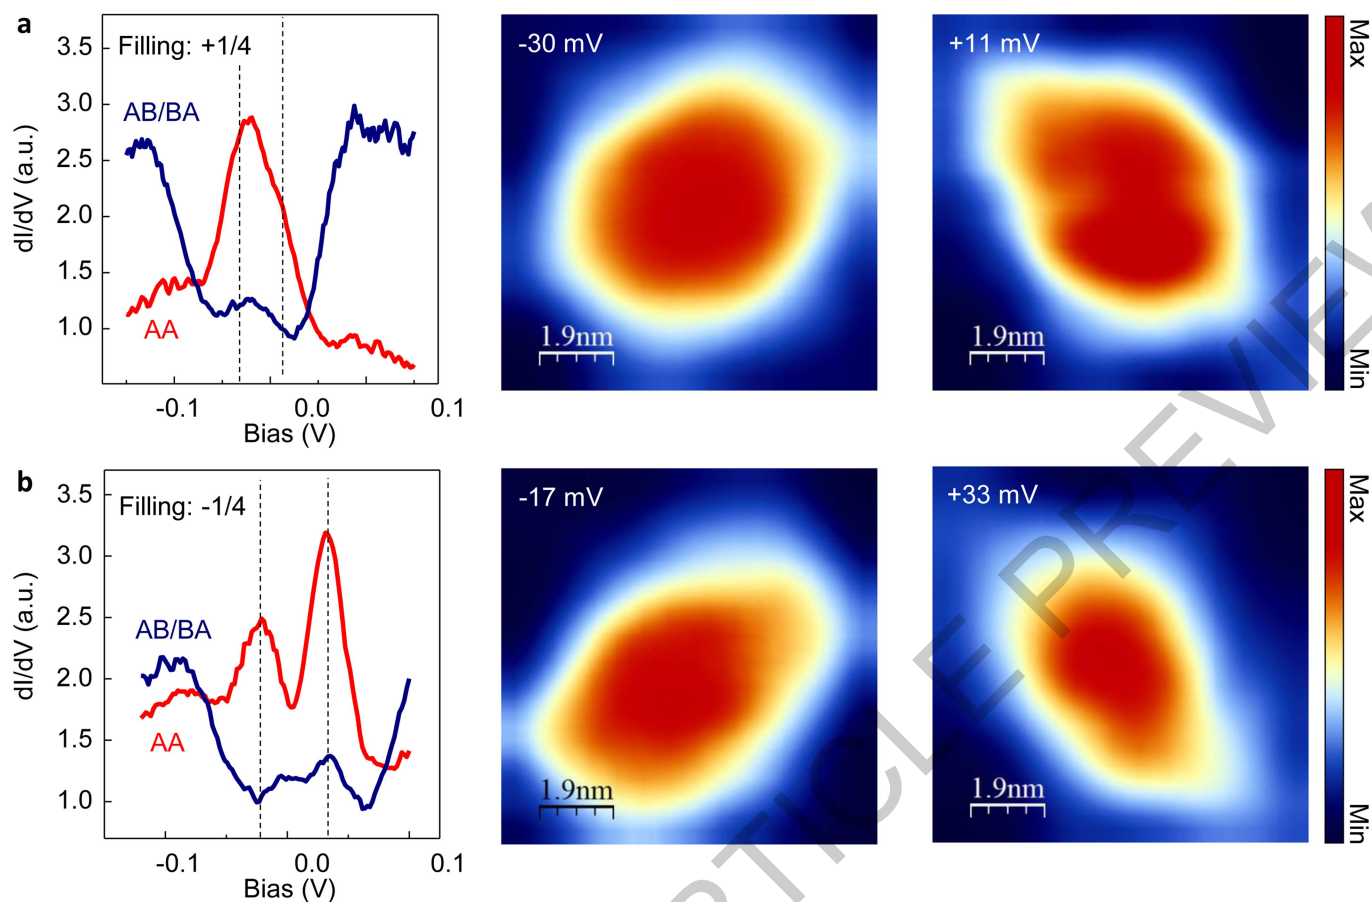 a
Filling: +1/4
AB/BA
AA
3.5
3.0
2.5
2.0
1.5
1.0
dI/dV (a.u.)
-0.1
0.0
0.1
Bias (V)
-30 mV
1.9nm
+11 mV
1.9nm
Max
Min
b
Filling: -1/4
AB/BA
AA
3.5
3.0
2.5
2.0
1.5
1.0
dI/dV (a.u.)
-0.1
0.0
0.1
Bias (V)
-17 mV
1.9nm
+33 mV
1.9nm
Max
Min
RTICLE PREVIEW